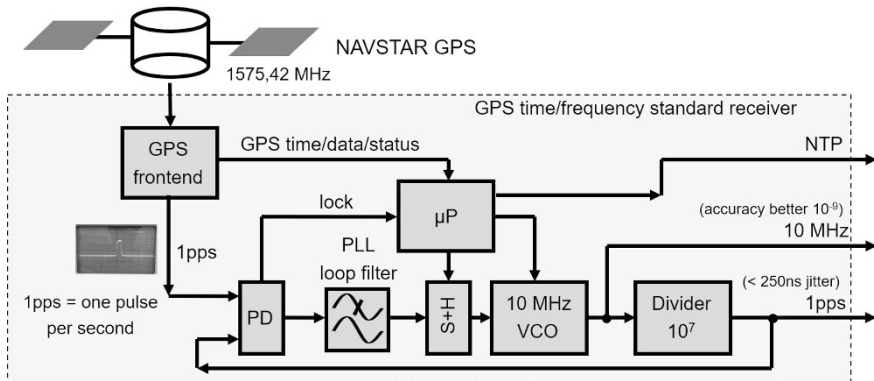 NAVSTAR GPS
1575,42 MHz
GPS time/frequency standard receiver
GPS
frontend
GPS time/data/status
NTP
µP
lock
(accuracy better 10⁻⁹)
10 MHz
1pps
PLL
loop filter
1pps = one pulse
per second
PD
S+H
10 MHz
VCO
Divider
10⁷
(< 250ns jitter)
1pps